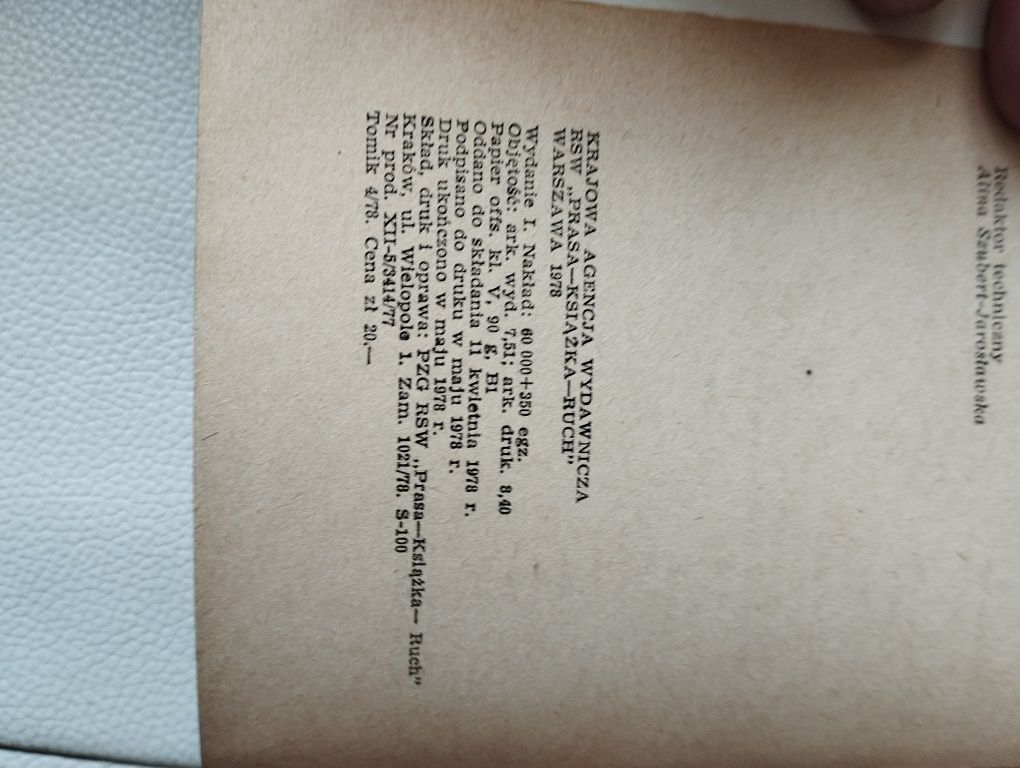 Redaktor techniczny
Alina Szubert-Jarosławska
KRAJOWA AGENCJA WYDAWNICZA
RSW „PRASA—KSIĄŻKA—RUCH”
WARSZAWA 1978
Wydanie I. Nakład: 60 000+350 egz.
Objętość: ark. wyd. 7,51; ark. druk. 8,40
Papier offs. kl. V, 90 g, B1
Oddano do składania 11 kwietnia 1978 r.
Podpisano do druku w maju 1978 r.
Druk ukończono w maju 1978 r.
Skład, druk i oprawa: PZG RSW „Prasa—Książka— Ruch”
Kraków, ul. Wielopole 1. Zam. 1021/78. S-100
Nr prod. XII-5/3414/77
Tomik 4/78. Cena zł 20.—